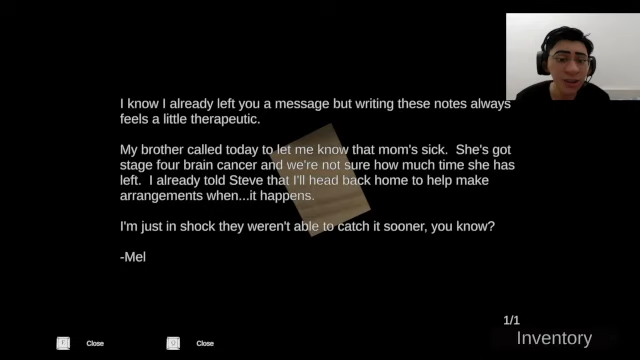 I know I already left you a message but writing these notes always
feels a little therapeutic.
My brother called today to let me know that mom's sick.  She's got
stage four brain cancer and we're not sure how much time she has
left.  I already told Steve that I'll head back home to help make
arrangements when...it happens.
I'm just in shock they weren't able to catch it sooner, you know?
-Mel
1/1
Inventory
Close
Close